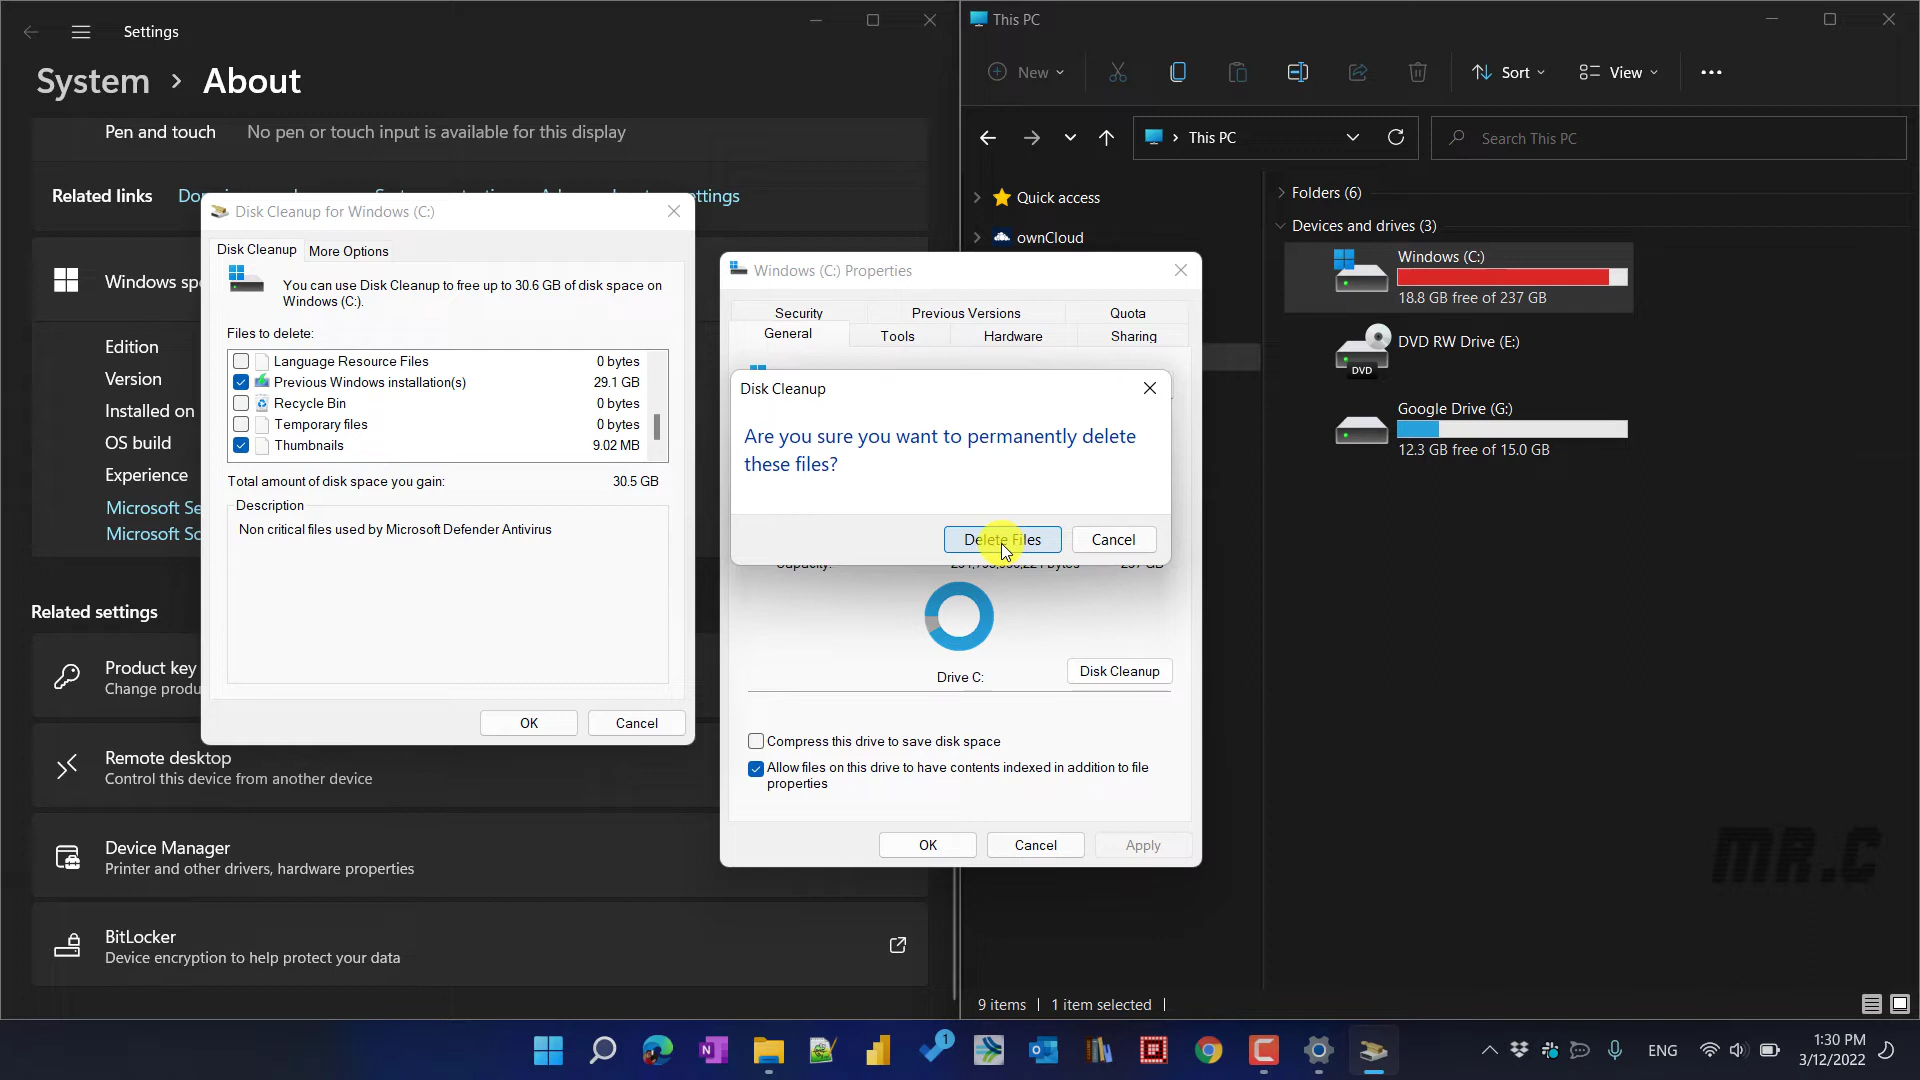 Settings
System > About
Pen and touch No pen or touch input is available for this display
Related links
Windows
Edition
Version
Installed on
OS build
Experience
Microsoft
Microsoft
Related settings
Product key
Change
Remote desktop
Control this device from another device
Device Manager
Printer and other drivers, hardware properties
BitLocker
Device encryption to help protect your data
Disk Cleanup for Windows (C:)
Disk Cleanup More Options
You can use Disk Cleanup to free up to 30.6 GB of disk space on
Windows (C:).
Files to delete:
Language Resource Files 0 bytes
Previous Windows installation(s) 29.1 GB
Recycle Bin 0 bytes
Temporary files 0 bytes
Thumbnails 9.02 MB
Total amount of disk space you gain: 30.5 GB
Description
Non critical files used by Microsoft Defender Antivirus
OK Cancel
Windows (C:) Properties
Security Previous Versions Quota
General Tools Hardware Sharing
Disk Cleanup
Are you sure you want to permanently delete
these files?
Delete Files Cancel
Capacity: 237 GB
Drive C: Disk Cleanup
Compress this drive to save disk space
Allow files on this drive to have contents indexed in addition to file
properties
OK Cancel Apply
This PC
New Sort View
This PC Search This PC
Quick access
ownCloud
Folders (6)
Devices and drives (3)
Windows (C:)
18.8 GB free of 237 GB
DVD RW Drive (E:)
DVD
Google Drive (G:)
12.3 GB free of 15.0 GB
MR.C
9 items | 1 item selected |
1
ENG
1:30 PM
3/12/2022